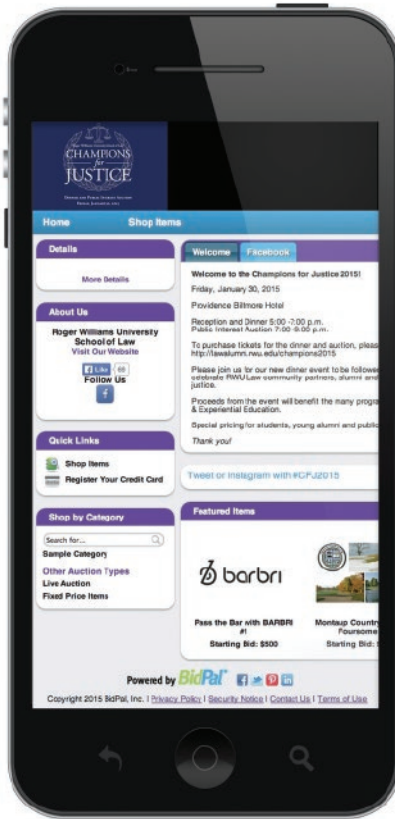 CHAMPIONS
for
JUSTICE
Home Shop Items
Details
More Details
About Us
Roger Williams University
School of Law
Visit Our Website
Like
Follow Us
Quick Links
Shop Items
Register Your Credit Card
Shop by Category
Search for...
Sample Category
Other Auction Types
Live Auction
Fixed Price Items
Welcome Facebook
Welcome to the Champions for Justice 2015!
Friday, January 30, 2015
Providence Biltmore Hotel
Reception and Dinner 5:00 -7:00 p.m.
Public Interest Auction 7:00 -9:00 p.m.
To purchase tickets for the dinner and auction, pleas
http://lawalumni.rwu.edu/champions2015
Please join us for our new dinner event to be followe
celebrate RWU Law community partners, alumni and
justice.
Proceeds from the event will benefit the many progra
& Experiential Education.
Special pricing for students, young alumni and public
Thank you!
Tweet or Instagram with #CFJ2015
Featured Items
barbri
Pass the Bar with BARBRI
#1
Starting Bid: $500
Montaup Country
Foursome
Starting Bid:
Powered by BidPal
Copyright 2015 BidPal, Inc. | Privacy Policy | Security Notice | Contact Us | Terms of Use